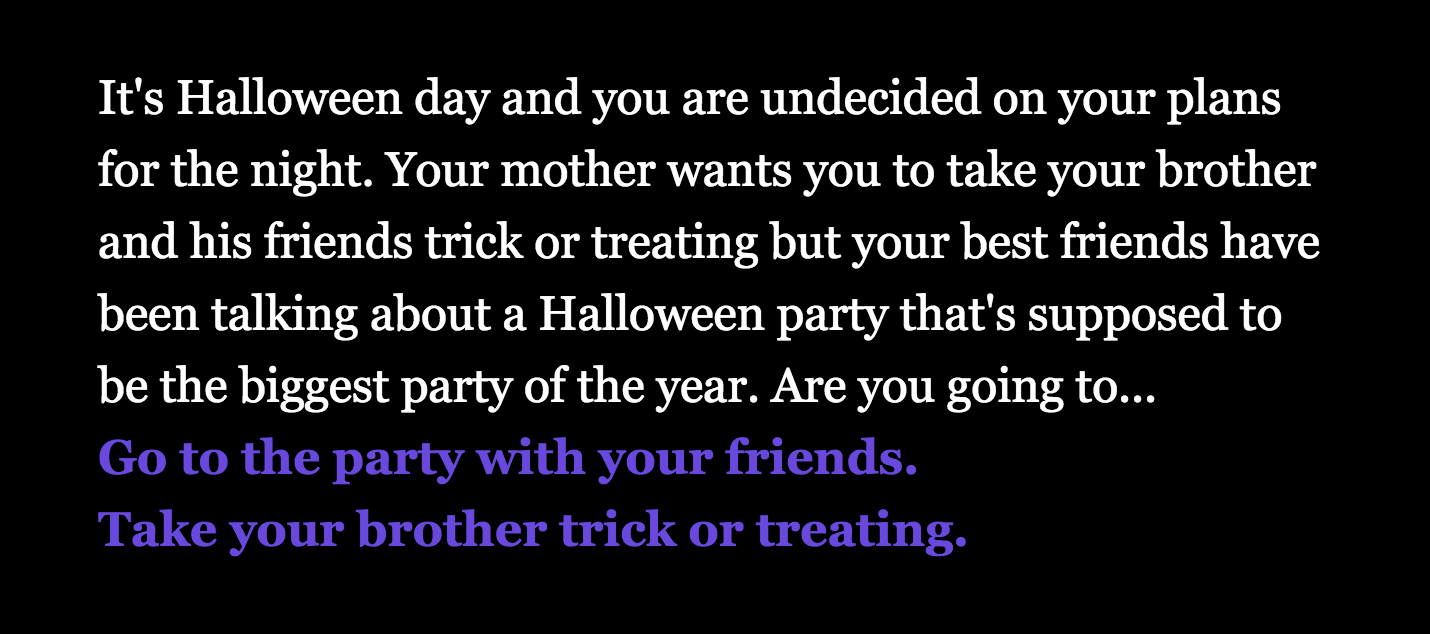 It's Halloween day and you are undecided on your plans
for the night. Your mother wants you to take your brother
and his friends trick or treating but your best friends have
been talking about a Halloween party that's supposed to
be the biggest party of the year. Are you going to...
Go to the party with your friends.
Take your brother trick or treating.